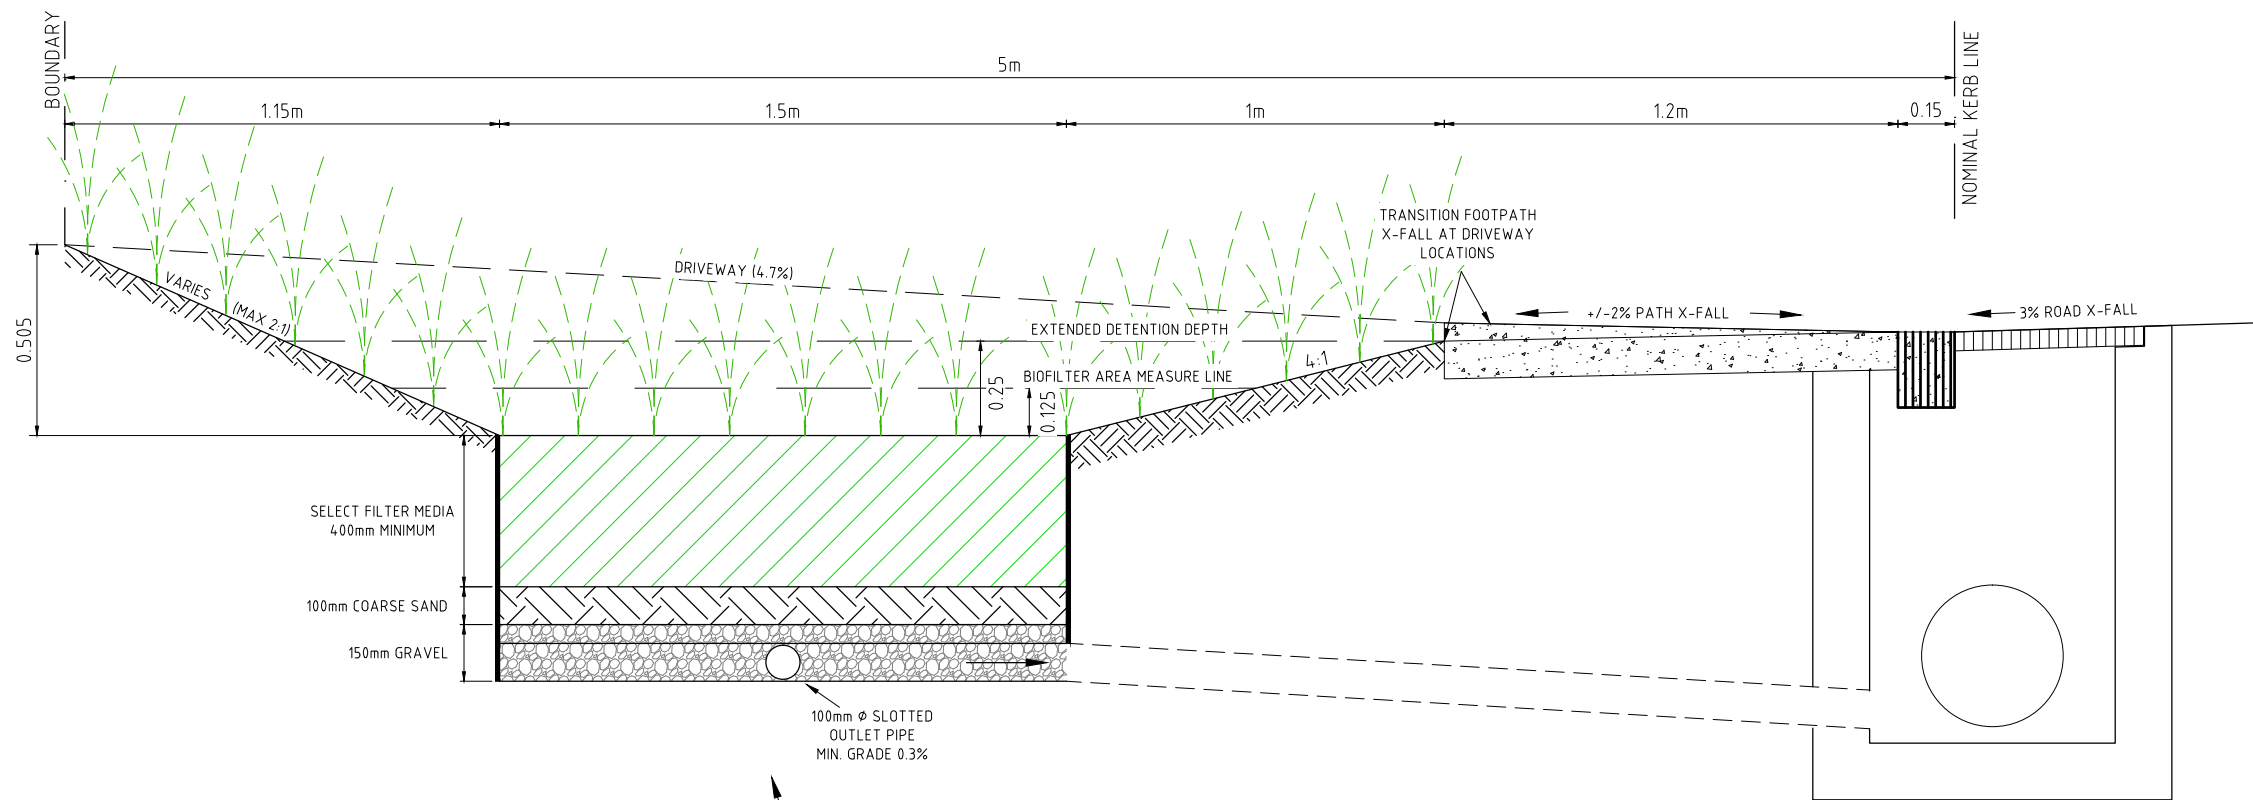 BOUNDARY
5m
NOMINAL KERB LINE
1.15m
1.5m
1m
1.2m
0.15
TRANSITION FOOTPATH
X-FALL AT DRIVEWAY
LOCATIONS
DRIVEWAY (4.7%)
VARIES
(MAX 2:1)
+/-2% PATH X-FALL
3% ROAD X-FALL
EXTENDED DETENTION DEPTH
0.505
4:1
BIOFILTER AREA MEASURE LINE
0.25
0.125
SELECT FILTER MEDIA
400mm MINIMUM
100mm COARSE SAND
150mm GRAVEL
100mm Ø SLOTTED
OUTLET PIPE
MIN. GRADE 0.3%